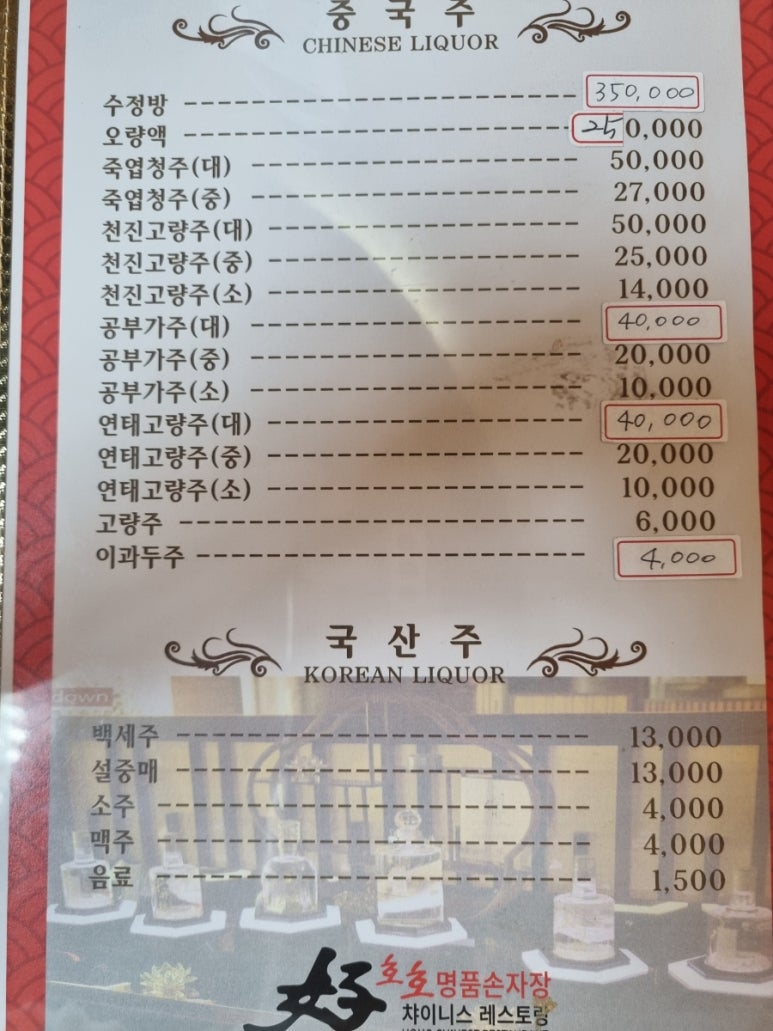 중국주
CHINESE LIQUOR
수정방 350,000
오량액 250,000
죽엽청주(대) 50,000
죽엽청주(중) 27,000
천진고량주(대) 50,000
천진고량주(중) 25,000
천진고량주(소) 14,000
공부가주(대) 40,000
공부가주(중) 20,000
공부가주(소) 10,000
연태고량주(대) 40,000
연태고량주(중) 20,000
연태고량주(소) 10,000
고량주 6,000
이과두주 4,000
국산주
KOREAN LIQUOR
down
백세주 13,000
설중매 13,000
소주 4,000
맥주 4,000
음료 1,500
好 호호명품손자장
챠이니스 레스토랑